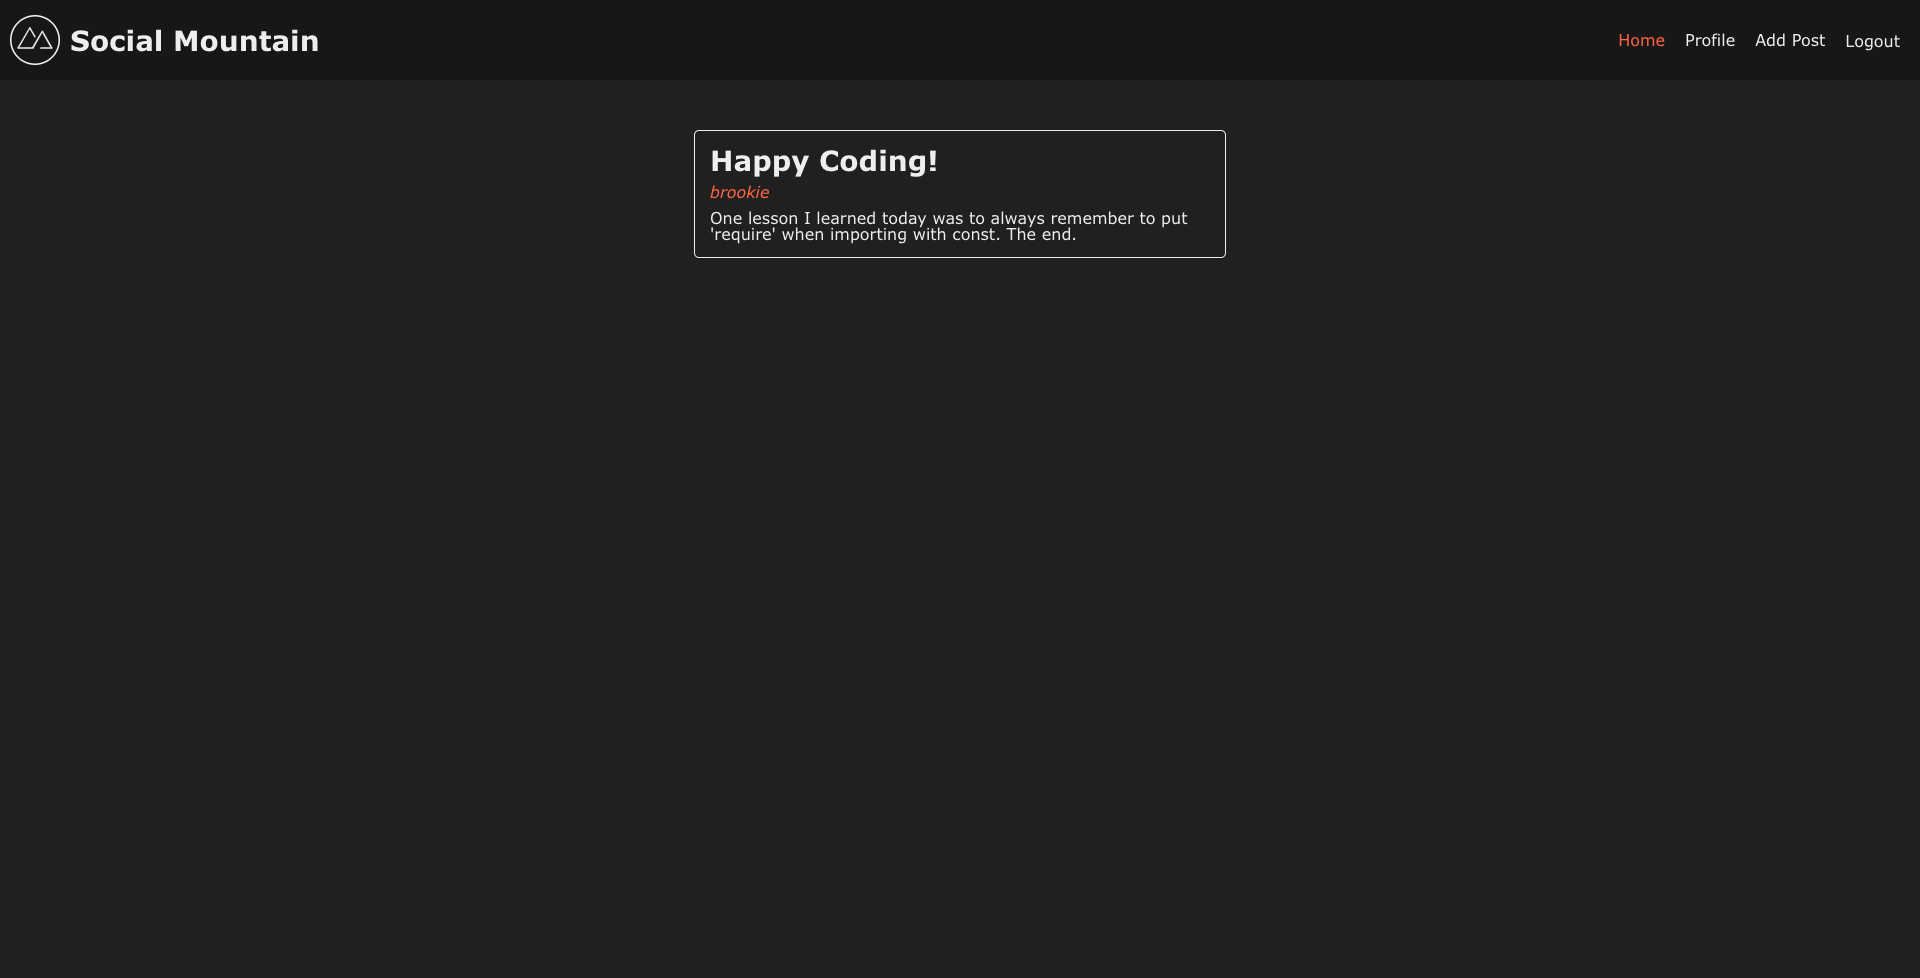 Social Mountain
Home Profile Add Post Logout
Happy Coding!
brookie
One lesson I learned today was to always remember to put
'require' when importing with const. The end.